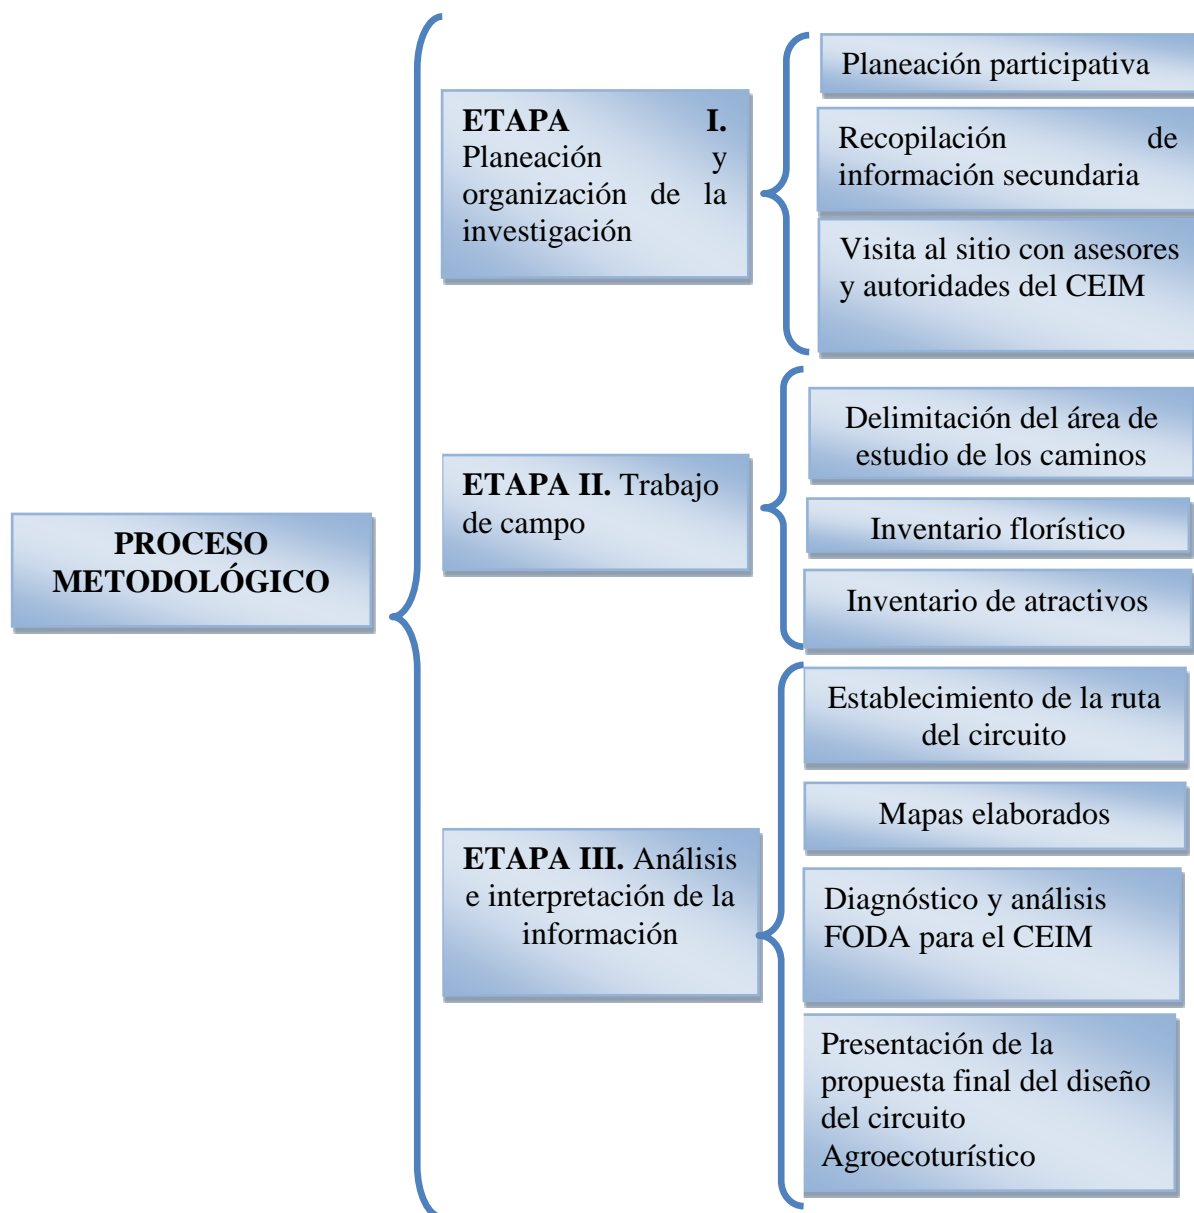 PROCESO
METODOLÓGICO
ETAPA I.
Planeación y
organización de la
investigación
Planeación participativa
Recopilación de
información secundaria
Visita al sitio con asesores
y autoridades del CEIM
ETAPA II. Trabajo
de campo
Delimitación del área de
estudio de los caminos
Inventario florístico
Inventario de atractivos
ETAPA III. Análisis
e interpretación de la
información
Establecimiento de la ruta
del circuito
Mapas elaborados
Diagnóstico y análisis
FODA para el CEIM
Presentación de la
propuesta final del diseño
del circuito
Agroecoturístico